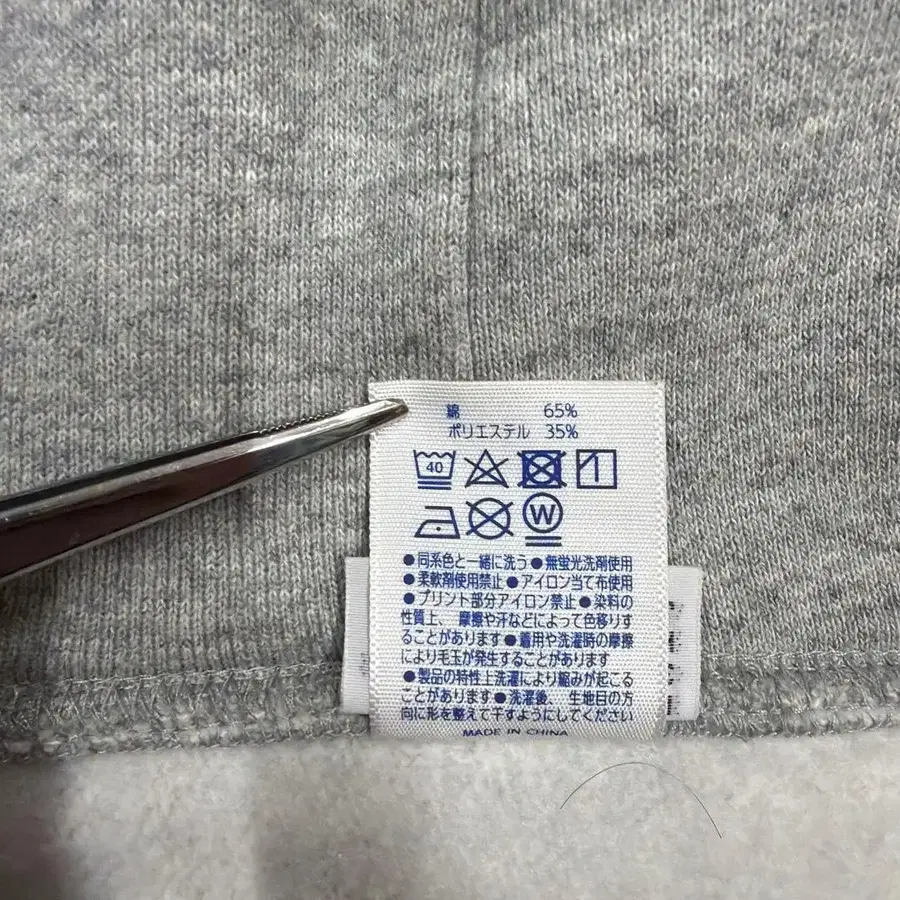 綿 65%
ポリエステル 35%
40
W
●同系色と一緒に洗う●無蛍光洗剤使用
●柔軟剤使用禁止●アイロン当て布使用
●プリント部分アイロン禁止●染料の
性質上、摩擦や汗などによって色移りす
ることがあります●着用や洗濯時の摩擦
により毛玉が発生することがあります
●製品の特性上洗濯により縮みが起こる
ことがあります●洗濯後、生地目の方
向に形を整えて干すようにしてください
MADE IN CHINA